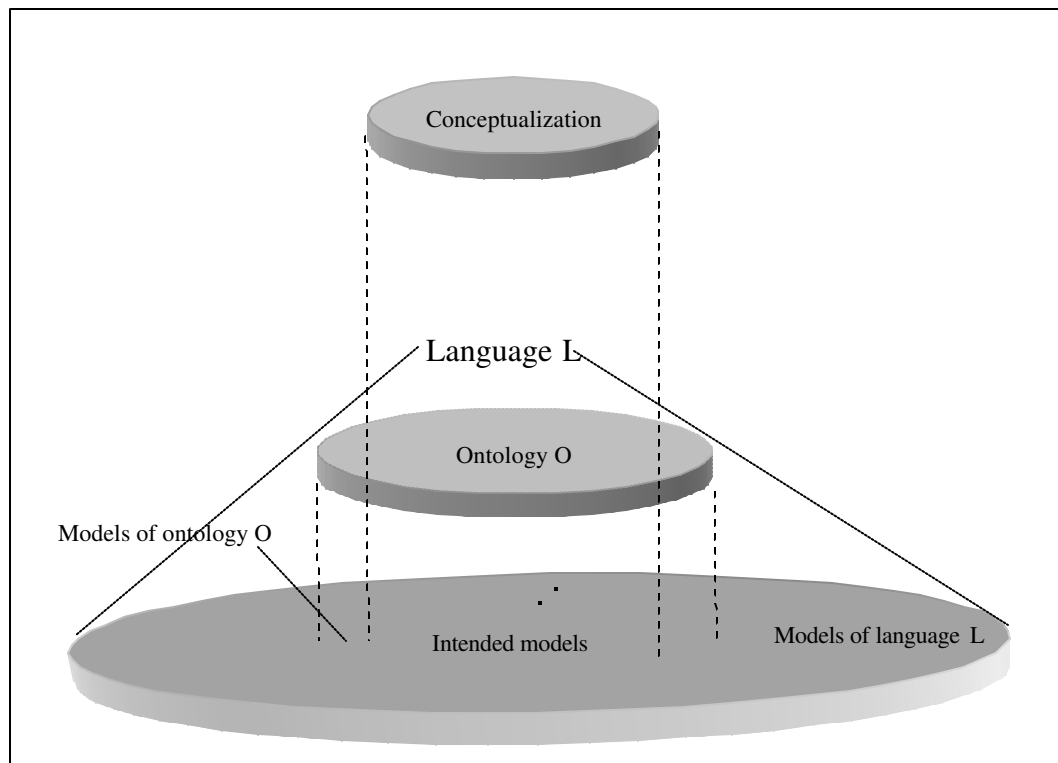 Conceptualization
Language L
Ontology O
Models of ontology O
Intended models
Models of language L